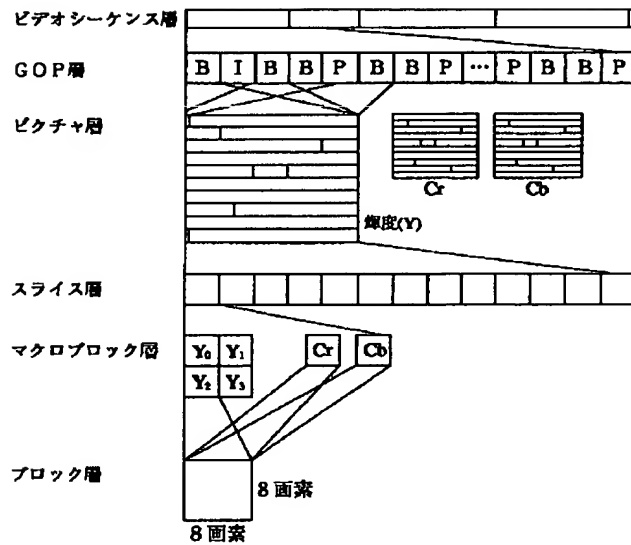 ビデオシーケンス層
GOP層
B I B B P B B P … P B B P
ピクチャ層
Cr Cb
輝度(Y)
スライス層
マクロブロック層
Y₀ Y₁ Cr Cb
Y₂ Y₃
ブロック層
8画素
8画素